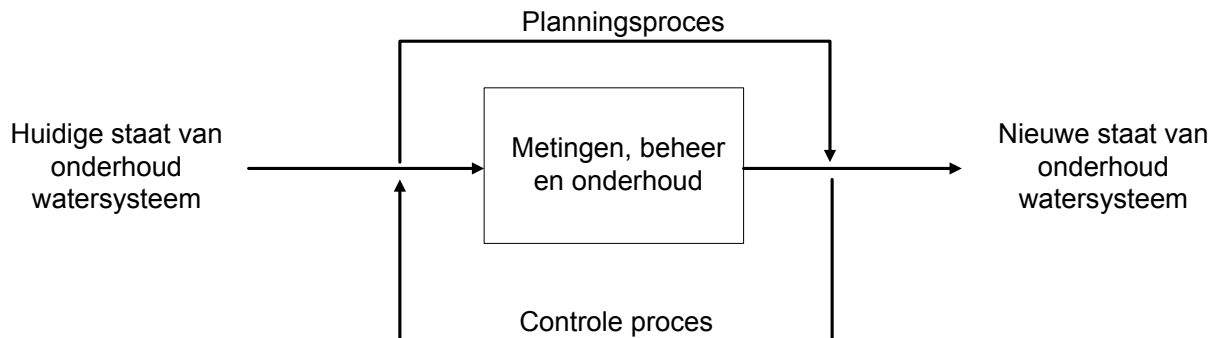 Planningsproces
Huidige staat van
onderhoud
watersysteem
Metingen, beheer
en onderhoud
Nieuwe staat van
onderhoud
watersysteem
Controle proces